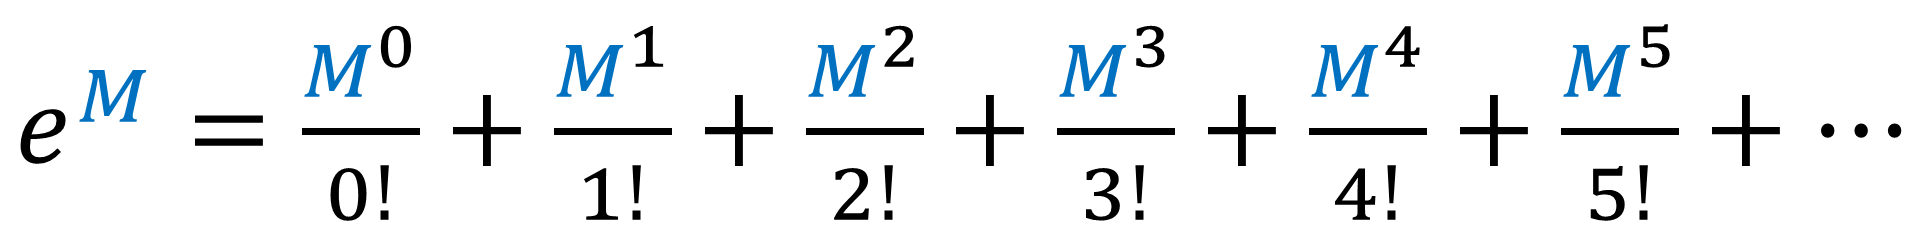 e^M = M^0/0! + M^1/1! + M^2/2! + M^3/3! + M^4/4! + M^5/5! + ⋯